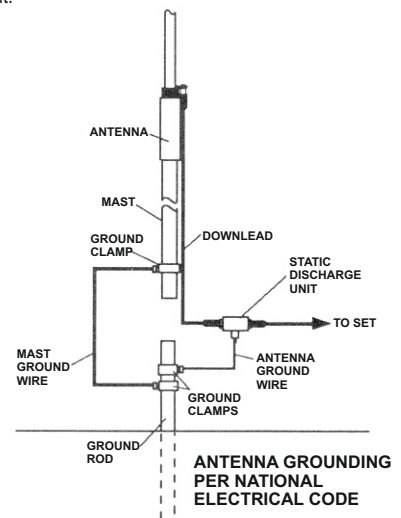 it.
ANTENNA
MAST
GROUND
CLAMP
DOWNLEAD
STATIC
DISCHARGE
UNIT
TO SET
MAST
GROUND
WIRE
ANTENNA
GROUND
WIRE
GROUND
CLAMPS
GROUND
ROD
ANTENNA GROUNDING
PER NATIONAL
ELECTRICAL CODE